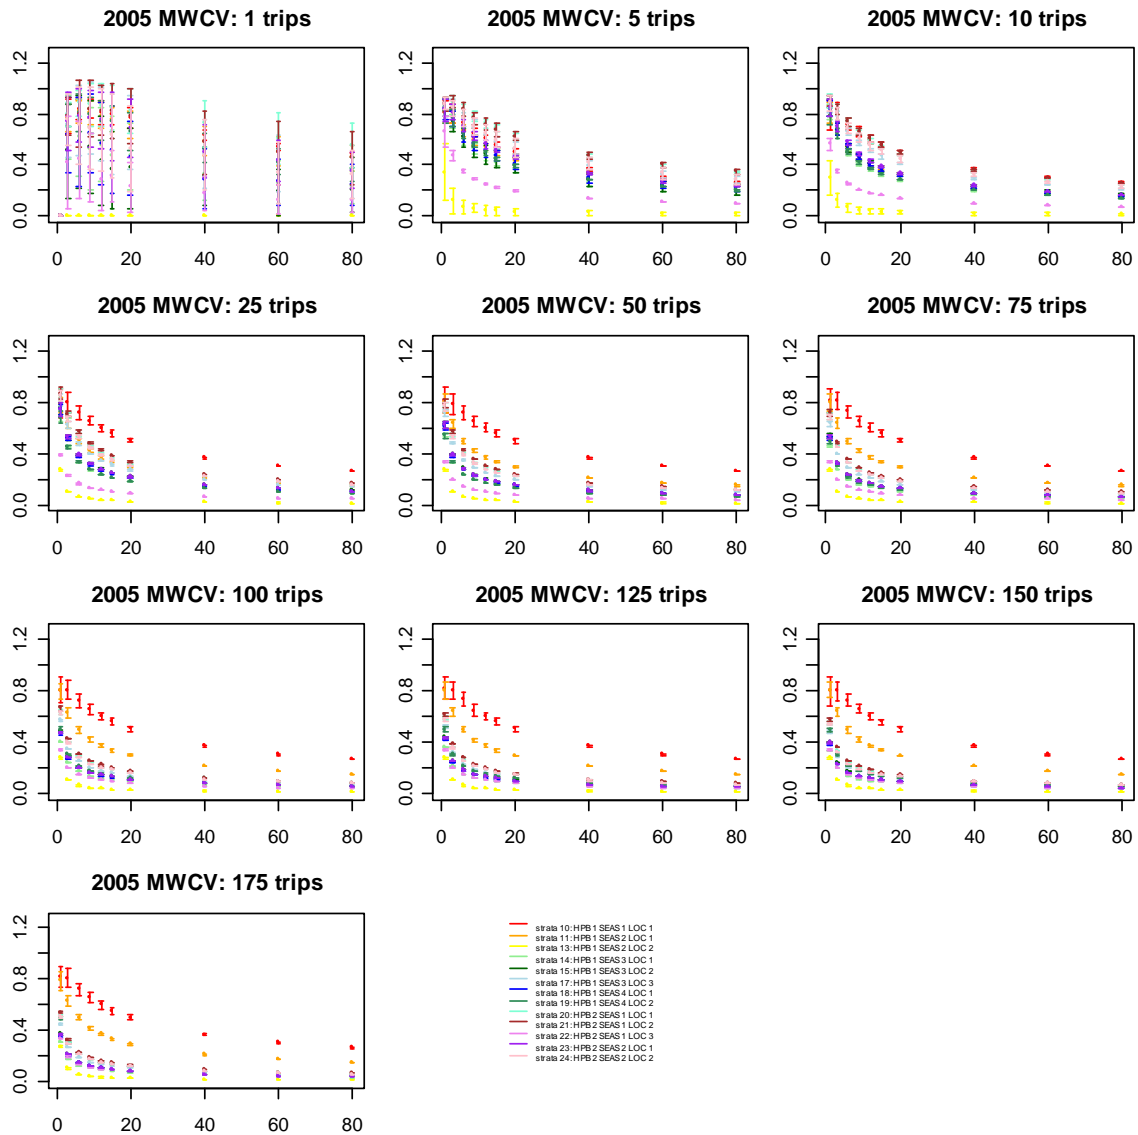 2005 MWCV: 1 trips
2005 MWCV: 5 trips
2005 MWCV: 10 trips
0.0 0.4 0.8 1.2
0 20 40 60 80
0.0 0.4 0.8 1.2
0 20 40 60 80
0.0 0.4 0.8 1.2
0 20 40 60 80
2005 MWCV: 25 trips
2005 MWCV: 50 trips
2005 MWCV: 75 trips
0.0 0.4 0.8 1.2
0 20 40 60 80
0.0 0.4 0.8 1.2
0 20 40 60 80
0.0 0.4 0.8 1.2
0 20 40 60 80
2005 MWCV: 100 trips
2005 MWCV: 125 trips
2005 MWCV: 150 trips
0.0 0.4 0.8 1.2
0 20 40 60 80
0.0 0.4 0.8 1.2
0 20 40 60 80
0.0 0.4 0.8 1.2
0 20 40 60 80
2005 MWCV: 175 trips
0.0 0.4 0.8 1.2
0 20 40 60 80
strata 10: HPB 1 SEAS 1 LOC 1
strata 11: HPB 1 SEAS 2 LOC 1
strata 13: HPB 1 SEAS 2 LOC 2
strata 14: HPB 1 SEAS 3 LOC 1
strata 15: HPB 1 SEAS 3 LOC 2
strata 17: HPB 1 SEAS 3 LOC 3
strata 18: HPB 1 SEAS 4 LOC 1
strata 19: HPB 1 SEAS 4 LOC 2
strata 20: HPB 2 SEAS 1 LOC 1
strata 21: HPB 2 SEAS 1 LOC 2
strata 22: HPB 2 SEAS 1 LOC 3
strata 23: HPB 2 SEAS 2 LOC 1
strata 24: HPB 2 SEAS 2 LOC 2